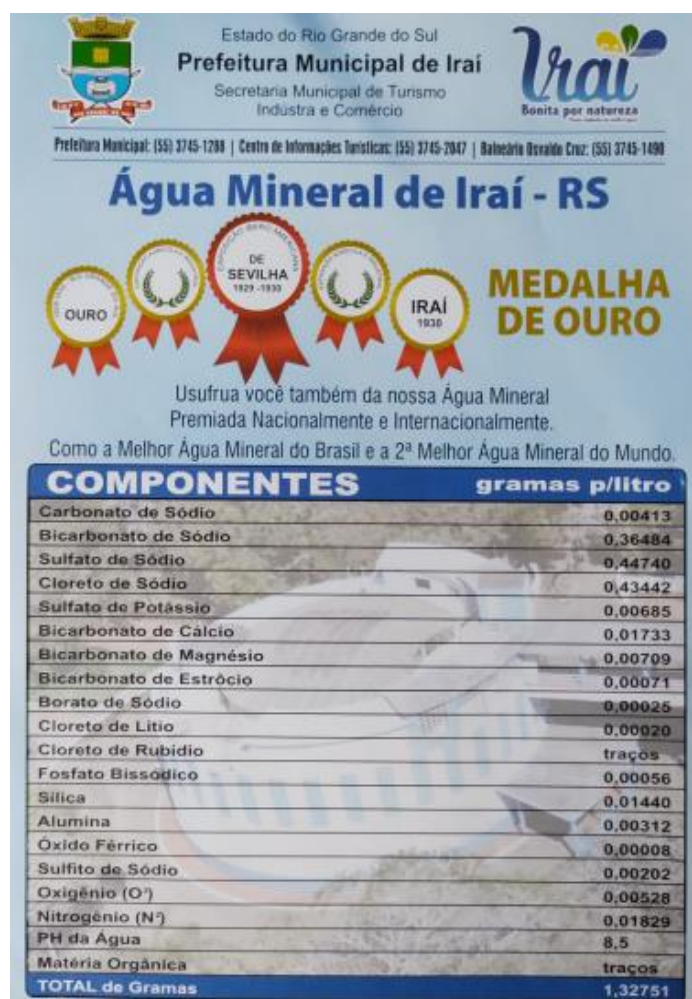 Estado do Rio Grande do Sul
Prefeitura Municipal de Iraí
Secretaria Municipal de Turismo
Indústria e Comércio
Iraí
Bonita por natureza
Prefeitura Municipal: (55) 3745-1288 | Centro de Informações Turísticas: (55) 3745-2047 | Balneário Osvaldo Cruz: (55) 3745-1490
Água Mineral de Iraí - RS
OURO
DE
SEVILHA
1929 -1930
IRAÍ
1930
MEDALHA
DE OURO
Usufrua você também da nossa Água Mineral
Premiada Nacionalmente e Internacionalmente.
Como a Melhor Água Mineral do Brasil e a 2ª Melhor Água Mineral do Mundo.
COMPONENTES gramas p/litro
Carbonato de Sódio 0,00413
Bicarbonato de Sódio 0,36484
Sulfato de Sódio 0,44740
Cloreto de Sódio 0,43442
Sulfato de Potássio 0,00685
Bicarbonato de Cálcio 0,01733
Bicarbonato de Magnésio 0,00709
Bicarbonato de Estrócio 0,00071
Borato de Sódio 0,00025
Cloreto de Litio 0,00020
Cloreto de Rubidio traços
Fosfato Bissódico 0,00056
Silica 0,01440
Alumina 0,00312
Óxido Férrico 0,00008
Sulfito de Sódio 0,00202
Oxigênio (O²) 0,00528
Nitrogênio (N²) 0,01829
PH da Água 8,5
Matéria Orgânica traços
TOTAL de Gramas 1,32751